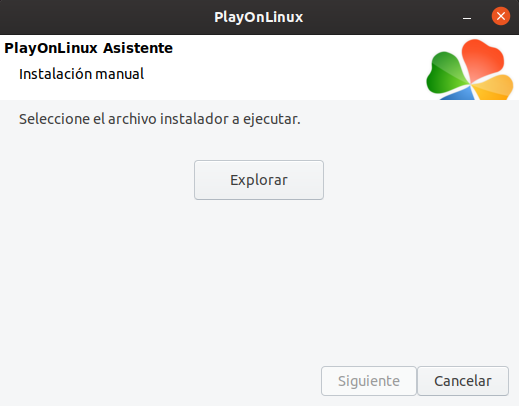 PlayOnLinux
PlayOnLinux Asistente
Instalación manual
Seleccione el archivo instalador a ejecutar.
Explorar
Siguiente
Cancelar